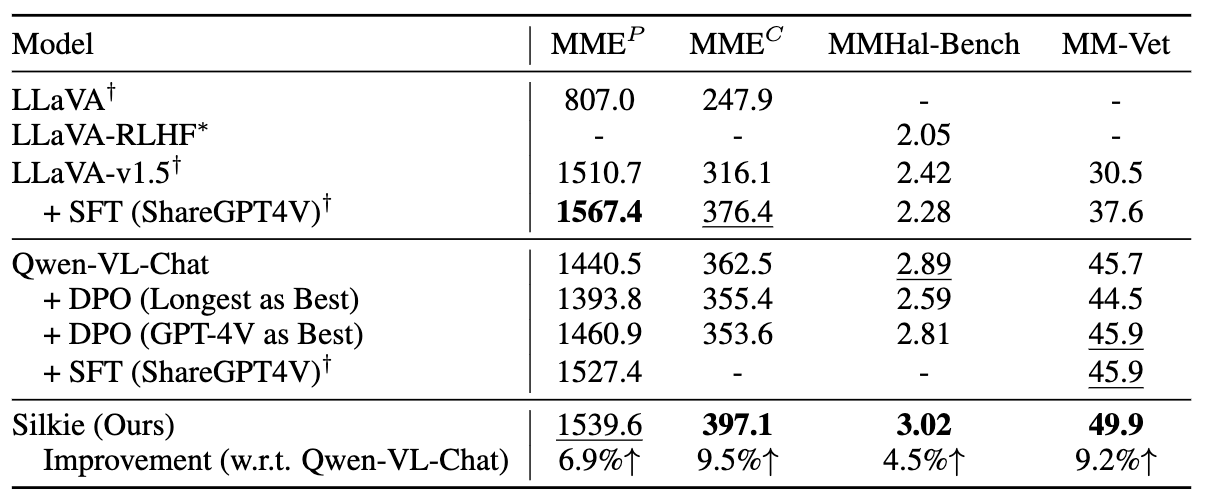 Model MME^P MME^C MMHal-Bench MM-Vet
LLaVA† 807.0 247.9 - -
LLaVA-RLHF* - - 2.05 -
LLaVA-v1.5† 1510.7 316.1 2.42 30.5
+ SFT (ShareGPT4V)† 1567.4 376.4 2.28 37.6
Qwen-VL-Chat 1440.5 362.5 2.89 45.7
+ DPO (Longest as Best) 1393.8 355.4 2.59 44.5
+ DPO (GPT-4V as Best) 1460.9 353.6 2.81 45.9
+ SFT (ShareGPT4V)† 1527.4 - - 45.9
Silkie (Ours) 1539.6 397.1 3.02 49.9
Improvement (w.r.t. Qwen-VL-Chat) 6.9%↑ 9.5%↑ 4.5%↑ 9.2%↑